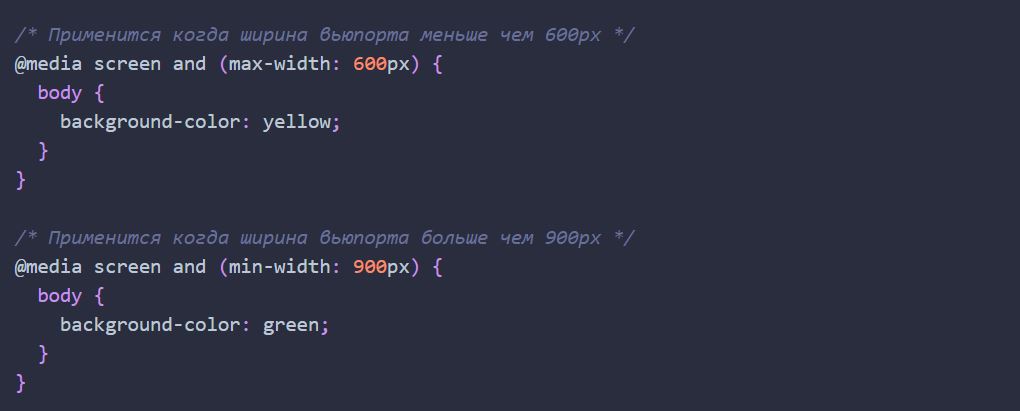 /* Применится когда ширина вьюпорта меньше чем 600px */
@media screen and (max-width: 600px) {
  body {
    background-color: yellow;
  }
}

/* Применится когда ширина вьюпорта больше чем 900px */
@media screen and (min-width: 900px) {
  body {
    background-color: green;
  }
}